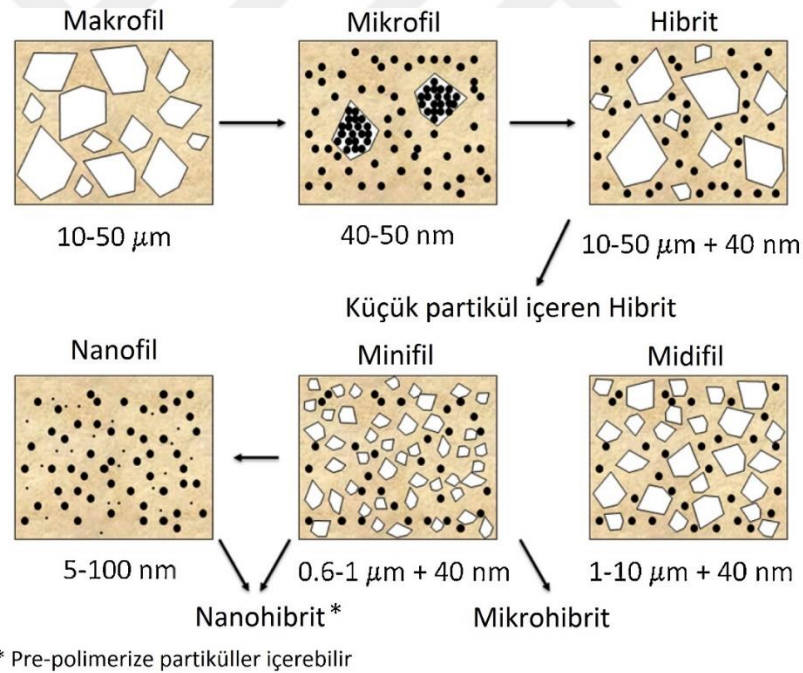 Makrofil
Mikrofil
Hibrit
10-50 μm
40-50 nm
10-50 μm + 40 nm
Küçük partikül içeren Hibrit
Nanofil
Minifil
Midifil
5-100 nm
0.6-1 μm + 40 nm
1-10 μm + 40 nm
Nanohibrit*
Mikrohibrit
* Pre-polimerize partiküller içerebilir